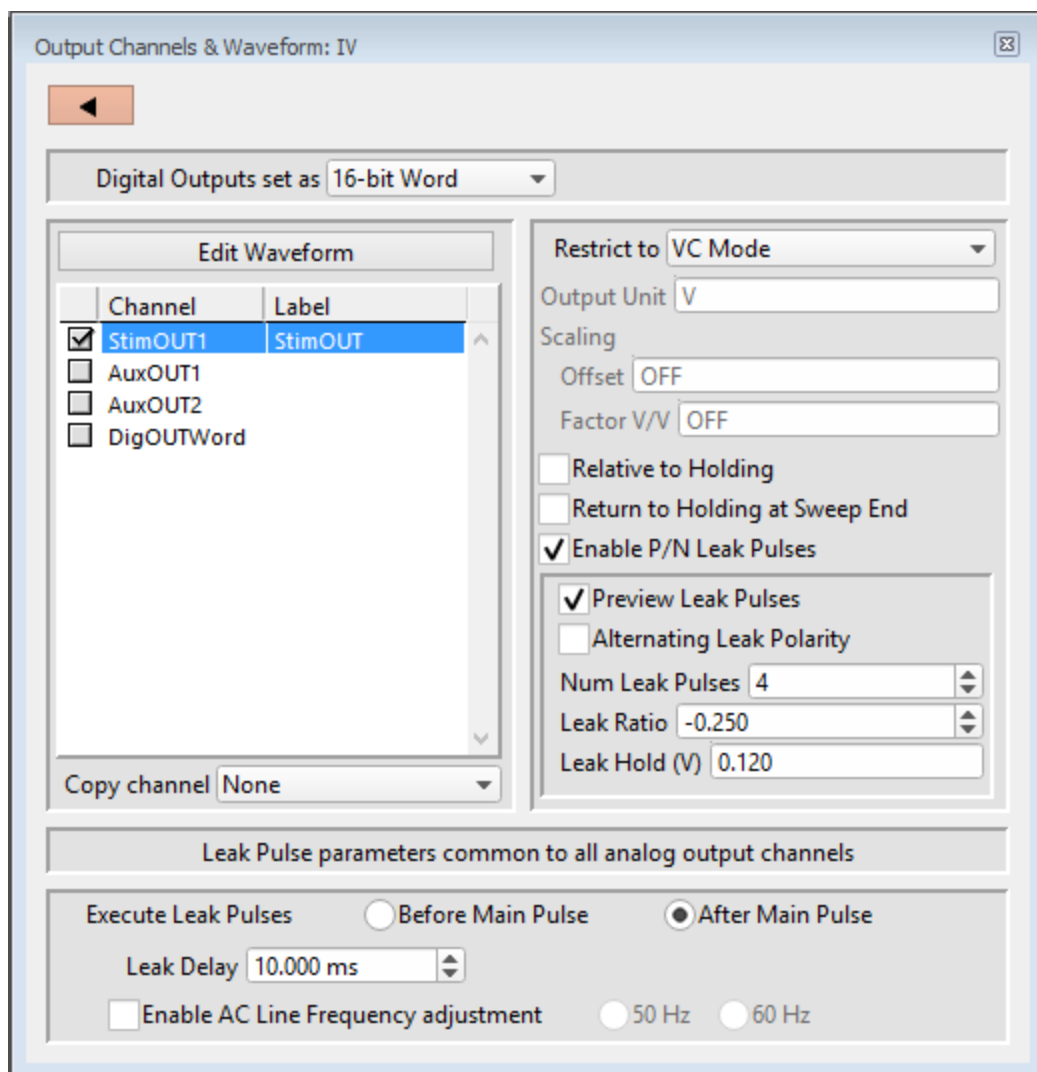 Output Channels & Waveform: IV
Digital Outputs set as 16-bit Word
Edit Waveform
Channel Label
StimOUT1 StimOUT
AuxOUT1
AuxOUT2
DigOUTWord
Copy channel None
Restrict to VC Mode
Output Unit V
Scaling
Offset OFF
Factor V/V OFF
Relative to Holding
Return to Holding at Sweep End
Enable P/N Leak Pulses
Preview Leak Pulses
Alternating Leak Polarity
Num Leak Pulses 4
Leak Ratio -0.250
Leak Hold (V) 0.120
Leak Pulse parameters common to all analog output channels
Execute Leak Pulses Before Main Pulse After Main Pulse
Leak Delay 10.000 ms
Enable AC Line Frequency adjustment 50 Hz 60 Hz